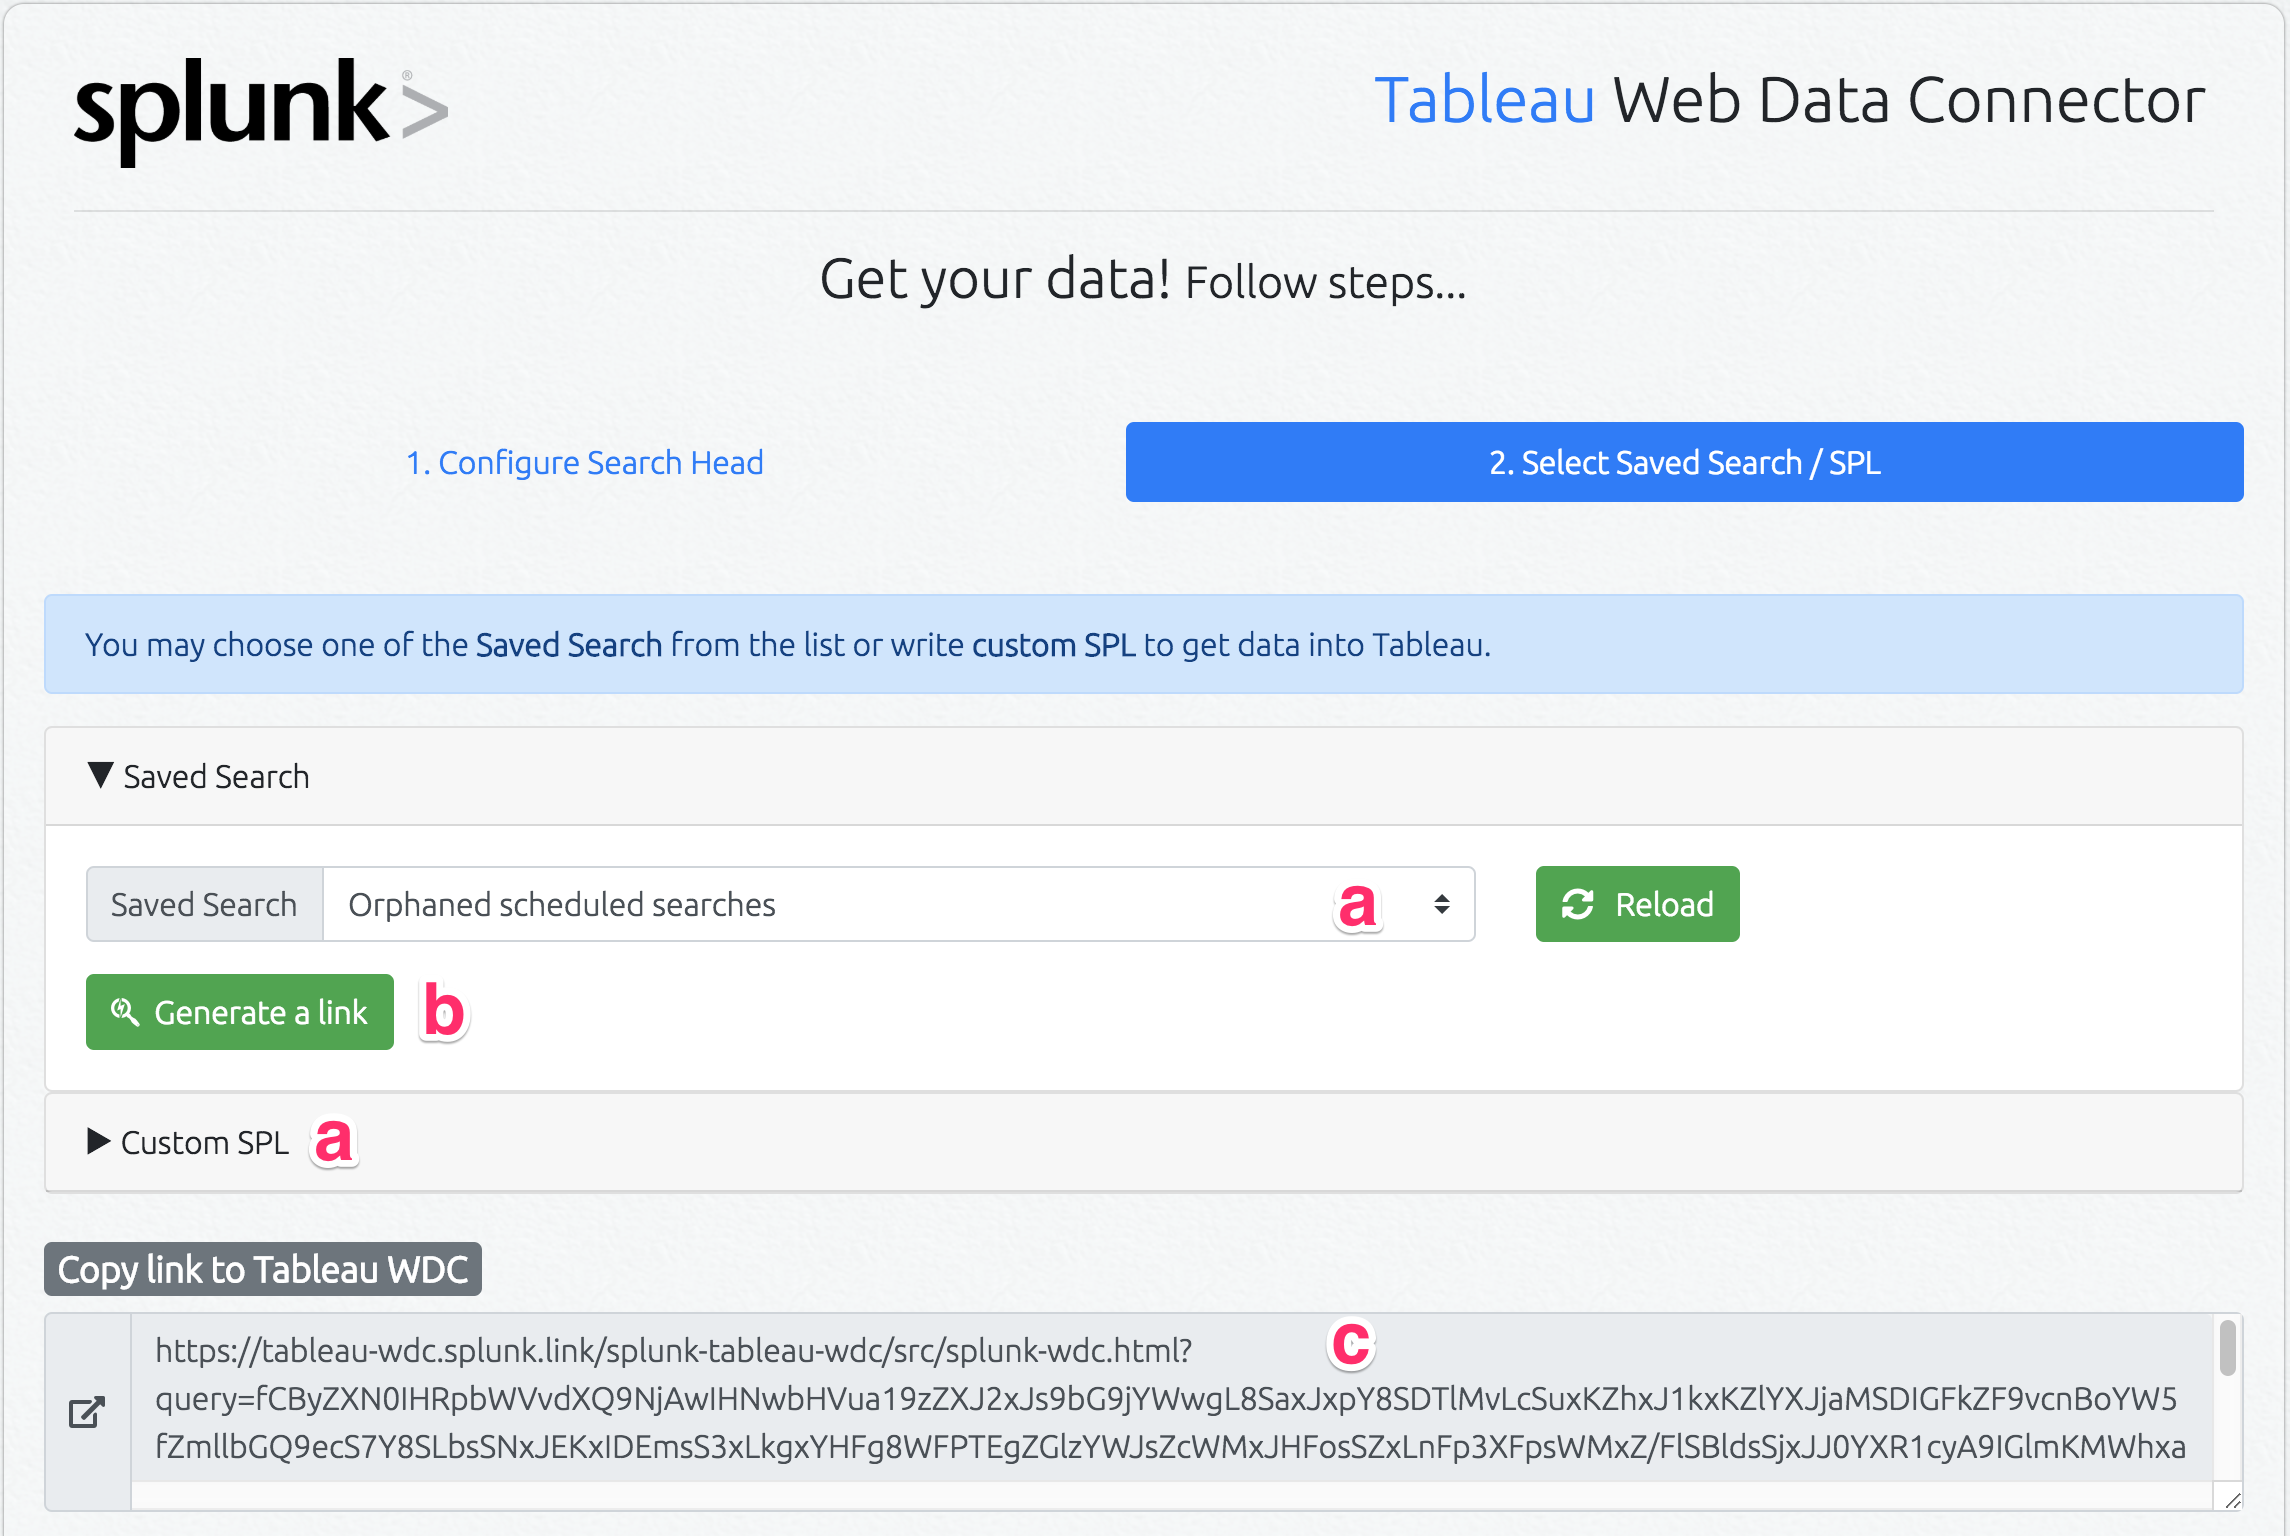 splunk>®
Tableau Web Data Connector
Get your data! Follow steps...
1. Configure Search Head
2. Select Saved Search / SPL
You may choose one of the Saved Search from the list or write custom SPL to get data into Tableau.
▼ Saved Search
Saved Search
Orphaned scheduled searches
a
Reload
Generate a link
b
▶ Custom SPL
a
Copy link to Tableau WDC
https://tableau-wdc.splunk.link/splunk-tableau-wdc/src/splunk-wdc.html?
c
query=fCByZXN0IHRpbWVvdXQ9NjAwIHNwbHVua19zZXJ2xJs9bG9jYWwgL8SaxJxpY8SDTlMvLcSuxKZhxJ1kxKZlYXJjaMSDIGFkZF9vcnBoYW5
fZmllbGQ9ecS7Y8SLbsSNxJEKxIDEmsS3xLkgxYHFg8WFPTEgZGlzYWJsZcWMxJHFosSZxLnFp3XFpsWMxZ/FlSBldsSjxJJ0YXR1cyA9IGlmKMWhxa